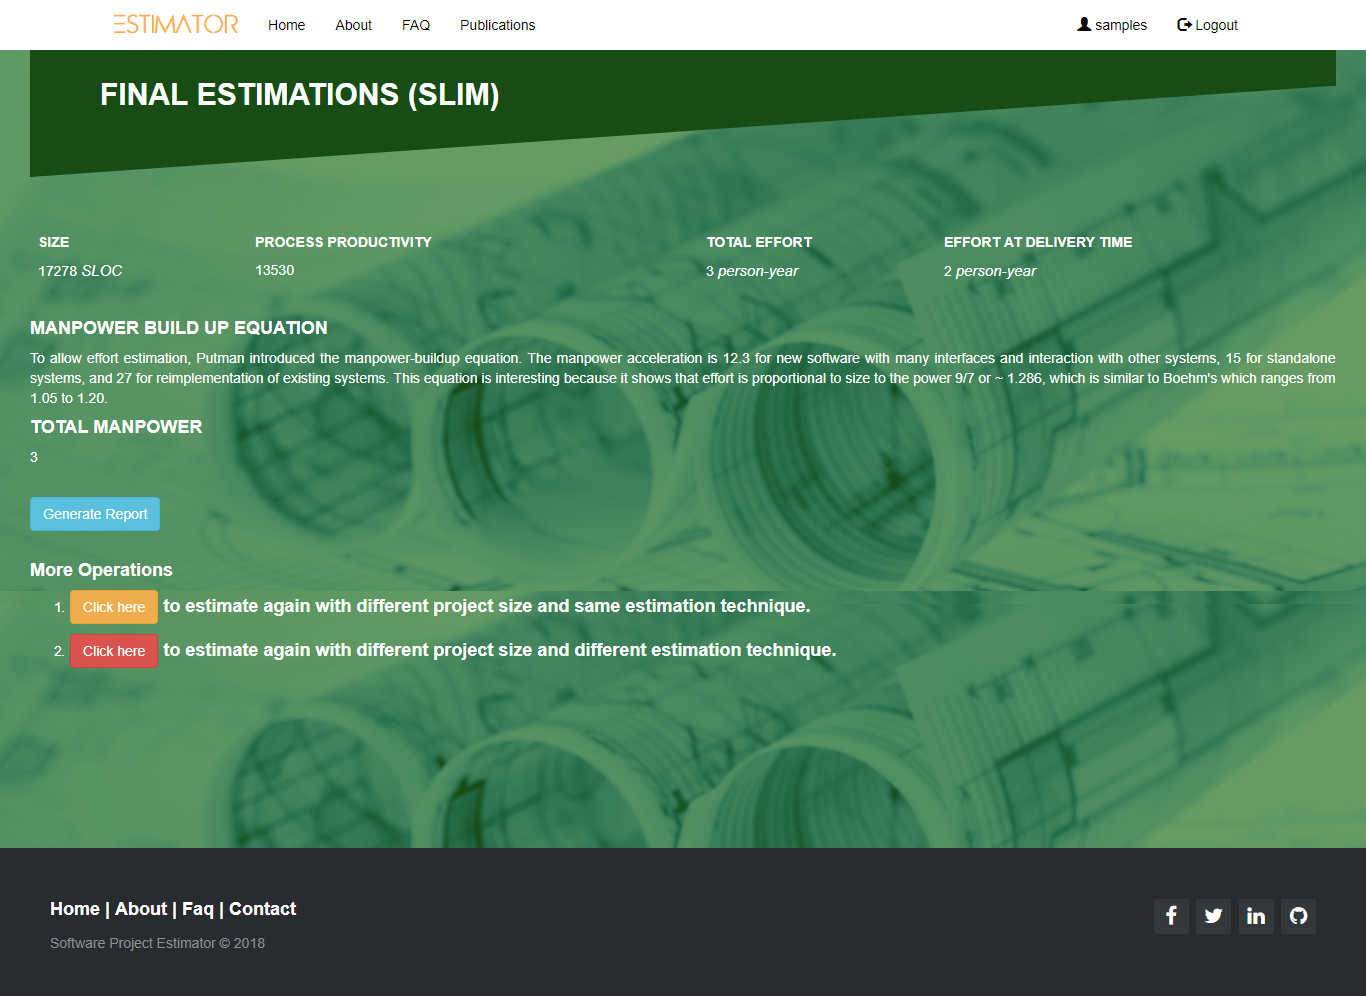 ESTIMATOR Home About FAQ Publications samples Logout
FINAL ESTIMATIONS (SLIM)
SIZE PROCESS PRODUCTIVITY TOTAL EFFORT EFFORT AT DELIVERY TIME
17278 SLOC 13530 3 person-year 2 person-year
MANPOWER BUILD UP EQUATION
To allow effort estimation, Putman introduced the manpower-buildup equation. The manpower acceleration is 12.3 for new software with many interfaces and interaction with other systems, 15 for standalone
systems, and 27 for reimplementation of existing systems. This equation is interesting because it shows that effort is proportional to size to the power 9/7 or ~ 1.286, which is similar to Boehm's which ranges from
1.05 to 1.20.
TOTAL MANPOWER
3
Generate Report
More Operations
1. Click here to estimate again with different project size and same estimation technique.
2. Click here to estimate again with different project size and different estimation technique.
Home | About | Faq | Contact
Software Project Estimator © 2018